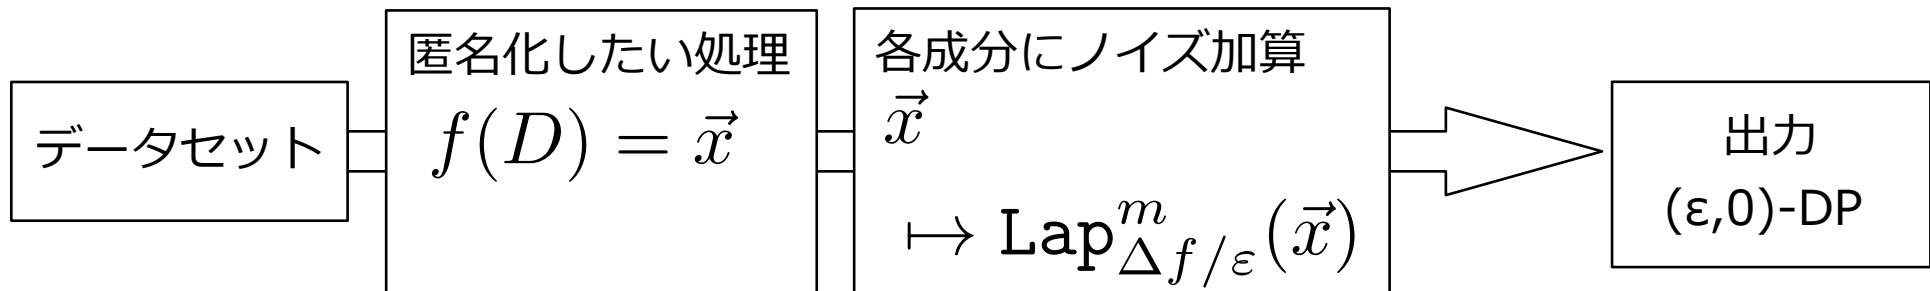 データセット
匿名化したい処理
f(D) = x⃗
各成分にノイズ加算
x⃗
↦ Lap^m_{Δf/ε}(x⃗)
出力
(ε,0)-DP